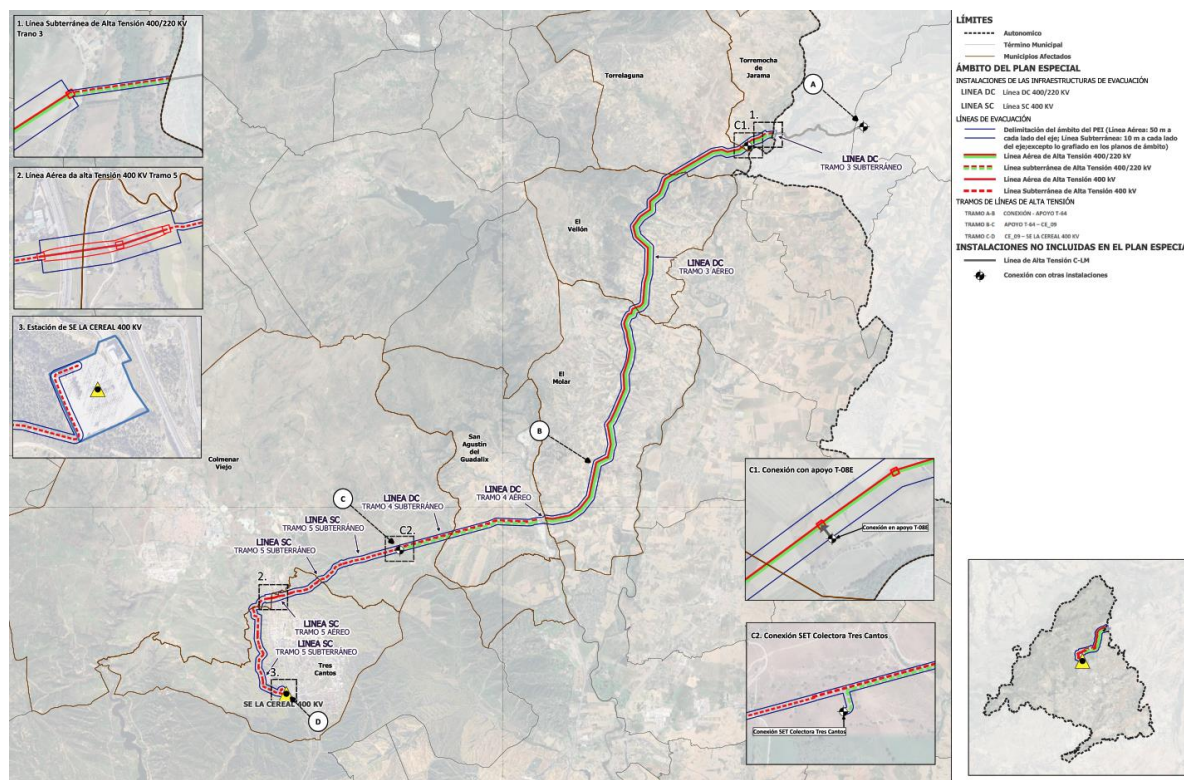 1. Línea Subterránea de Alta Tensión 400/220 KV
Trano 3
2. Línea Aérea da alta Tensión 400 KV Tramo 5
3. Estación de SE LA CEREAL 400 KV
Torrelaguna
Torremocha
de
Jarama
A
1.
C1.
LINEA DC
TRAMO 3 SUBTERRÁNEO
El
Vellón
LINEA DC
TRAMO 3 AÉREO
El
Molar
B
San
Agustín
del
Guadalix
Colmenar
Viejo
C
LINEA DC
TRAMO 4 SUBTERRÁNEO
LINEA DC
TRAMO 4 AÉREO
C2.
LINEA SC
TRAMO 5 SUBTERRÁNEO
LINEA SC
TRAMO 5 SUBTERRÁNEO
2.
LINEA SC
TRAMO 5 AÉREO
LINEA SC
TRAMO 5 SUBTERRÁNEO
Tres
Cantos
3.
SE LA CEREAL 400 KV
D
C1. Conexión con apoyo T-08E
Conexión en apoyo T-08E
C2. Conexión SET Colectora Tres Cantos
Conexión SET Colectora Tres Cantos
LÍMITES
Autonomico
Término Municipal
Municipios Afectados
ÁMBITO DEL PLAN ESPECIAL
INSTALACIONES DE LAS INFRAESTRUCTURAS DE EVACUACIÓN
LINEA DC Línea DC 400/220 KV
LINEA SC Línea SC 400 KV
LÍNEAS DE EVACUACIÓN
Delimitación del ámbito del PEI (Línea Aérea: 50 m a
cada lado del eje; Línea Subterránea: 10 m a cada lado
del eje;excepto lo grafiado en los planos de ámbito)
Línea Aérea de Alta Tensión 400/220 kV
Línea subterránea de Alta Tensión 400/220 kV
Línea Aérea de Alta Tensión 400 kV
Línea Subterránea de Alta Tensión 400 kV
TRAMOS DE LÍNEAS DE ALTA TENSIÓN
TRAMO A-B CONEXIÓN - APOYO T-64
TRAMO B-C APOYO T-64 – CE_09
TRAMO C-D CE_09 – SE LA CEREAL 400 KV
INSTALACIONES NO INCLUIDAS EN EL PLAN ESPECIA
Línea de Alta Tensión C-LM
Conexión con otras instalaciones